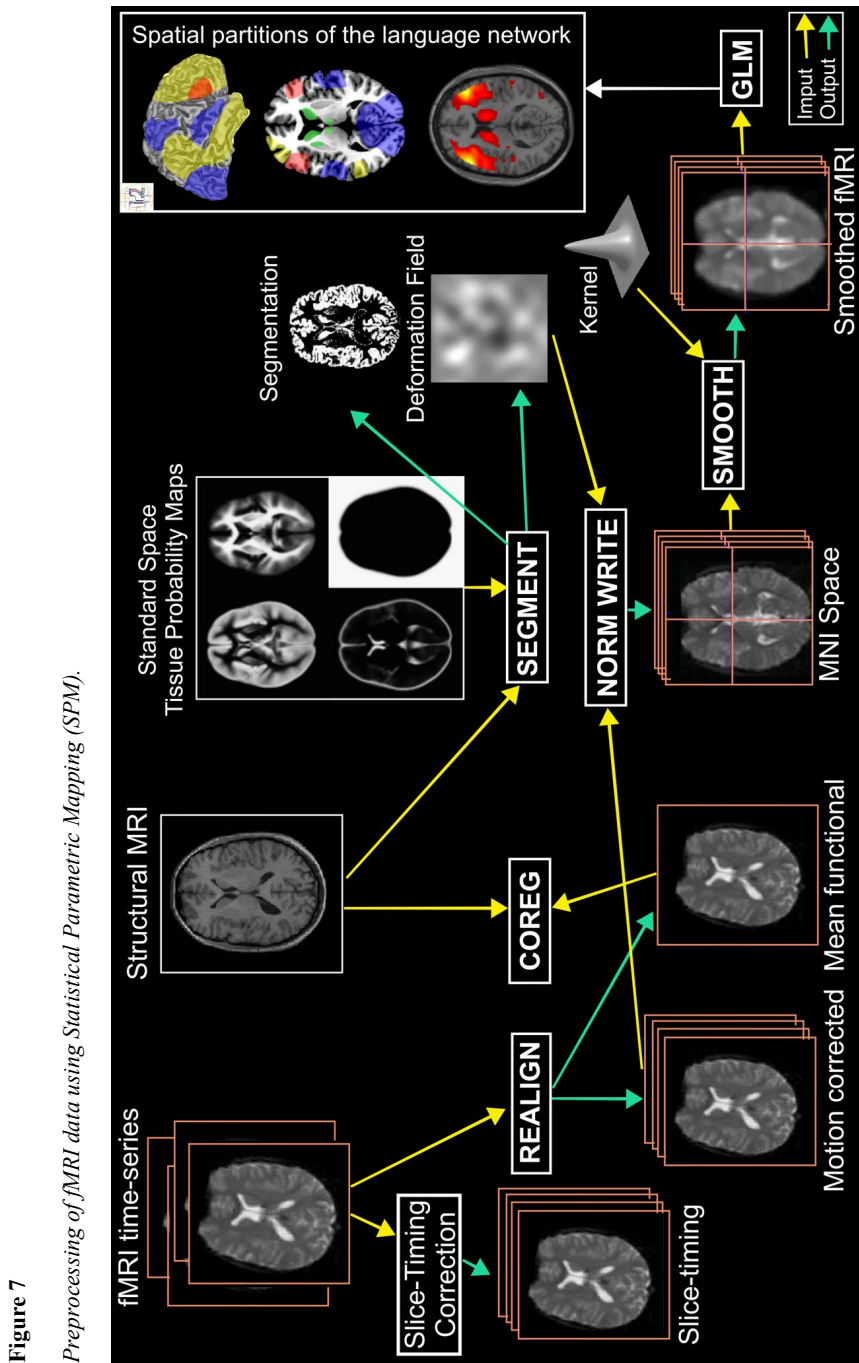 Figure 7
Preprocessing of fMRI data using Statistical Parametric Mapping (SPM).
fMRI time-series
Structural MRI
Standard Space
Tissue Probability Maps
Segmentation
Deformation Field
Spatial partitions of the language network
Slice-Timing
Correction
REALIGN
COREG
SEGMENT
NORM WRITE
Kernel
SMOOTH
GLM
Slice-timing
Motion corrected
Mean functional
MNI Space
Smoothed fMRI
Imput
Output